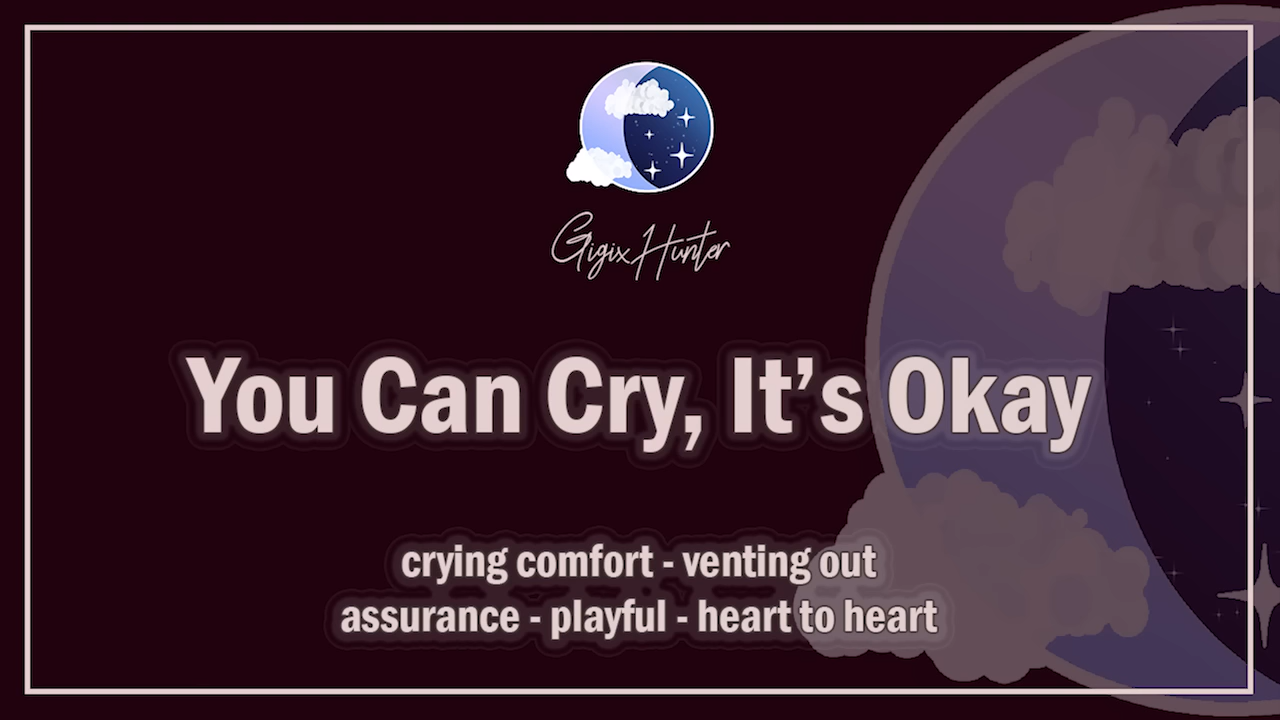 GigixHunter
You Can Cry, It’s Okay
crying comfort - venting out
assurance - playful - heart to heart